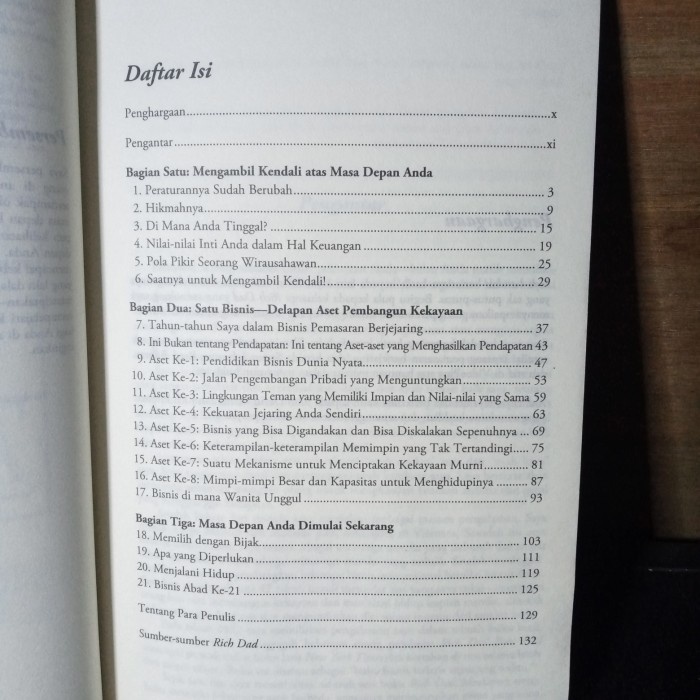 Daftar Isi
Penghargaan..........x
Pengantar..........xi
Bagian Satu: Mengambil Kendali atas Masa Depan Anda
1. Peraturannya Sudah Berubah..........3
2. Hikmahnya..........9
3. Di Mana Anda Tinggal?..........15
4. Nilai-nilai Inti Anda dalam Hal Keuangan..........19
5. Pola Pikir Seorang Wirausahawan..........25
6. Saatnya untuk Mengambil Kendali!..........29
Bagian Dua: Satu Bisnis—Delapan Aset Pembangun Kekayaan
7. Tahun-tahun Saya dalam Bisnis Pemasaran Berjejaring..........37
8. Ini Bukan tentang Pendapatan: Ini tentang Aset-aset yang Menghasilkan Pendapatan 43
9. Aset Ke-1: Pendidikan Bisnis Dunia Nyata..........47
10. Aset Ke-2: Jalan Pengembangan Pribadi yang Menguntungkan..........53
11. Aset Ke-3: Lingkungan Teman yang Memiliki Impian dan Nilai-nilai yang Sama 59
12. Aset Ke-4: Kekuatan Jejaring Anda Sendiri..........63
13. Aset Ke-5: Bisnis yang Bisa Digandakan dan Bisa Diskalakan Sepenuhnya ... 69
14. Aset Ke-6: Keterampilan-keterampilan Memimpin yang Tak Tertandingi..... 75
15. Aset Ke-7: Suatu Mekanisme untuk Menciptakan Kekayaan Murni..........81
16. Aset Ke-8: Mimpi-mimpi Besar dan Kapasitas untuk Menghidupinya..........87
17. Bisnis di mana Wanita Unggul..........93
Bagian Tiga: Masa Depan Anda Dimulai Sekarang
18. Memilih dengan Bijak..........103
19. Apa yang Diperlukan..........111
20. Menjalani Hidup..........119
21. Bisnis Abad Ke-21..........125
Tentang Para Penulis..........129
Sumber-sumber Rich Dad..........132